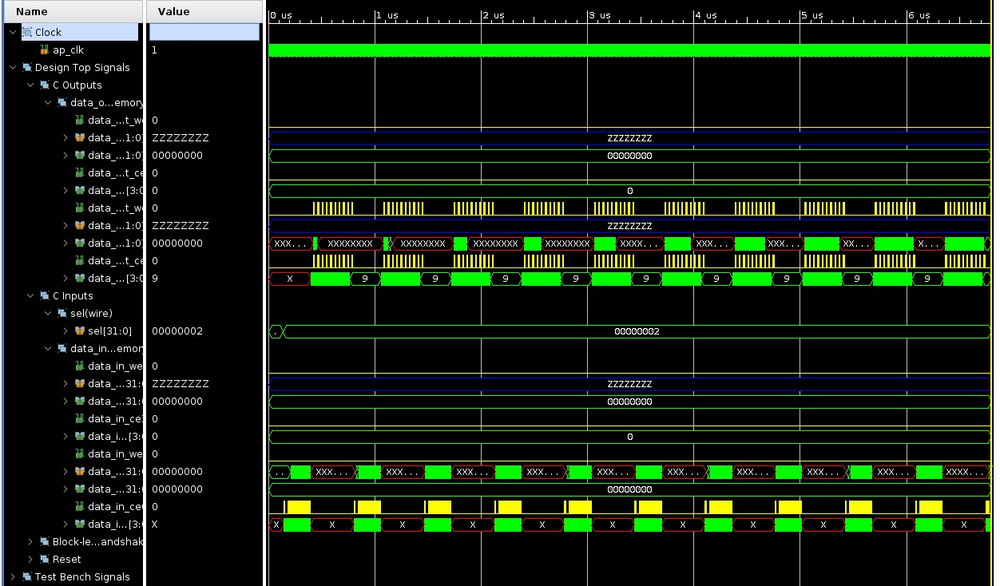 Name Value 0 us 1 us 2 us 3 us 4 us 5 us 6 us
Clock
ap_clk 1
Design Top Signals
C Outputs
data_o...emory
data_...t_we 0
data_...1:0] ZZZZZZZZ ZZZZZZZZ
data_...1:0] 00000000 00000000
data_...t_ce 0
data_...[3:0 0 0
data_...t_we 0
data_...1:0] ZZZZZZZZ ZZZZZZZZ
data_...1:0] 00000000 XXX... XXXXXXXX XXXXXXXX XXXXXXXX XXXXXXXX XXXX... XXX... XXX... XX... X...
data_...t_ce 0
data_...[3:0 9 X 9 9 9 9 9 9 9 9 9
C Inputs
sel(wire)
sel[31:0] 00000002 . 00000002
data_in...emory
data_in_we 0
data_...31:0 ZZZZZZZZ ZZZZZZZZ
data_...31:0 00000000 00000000
data_in_ce 0
data_i...[3: 0 0
data_in_we 0
data_...31:0 00000000 .. XXX... XXX... XXX... XXX... XXX... XXX... XXX... XXX... XXX... XXXX...
data_...31:0 00000000 00000000
data_in_ce 0
data_i...[3: X X X X X X X X X X X X
Block-le...andshak
Reset
Test Bench Signals